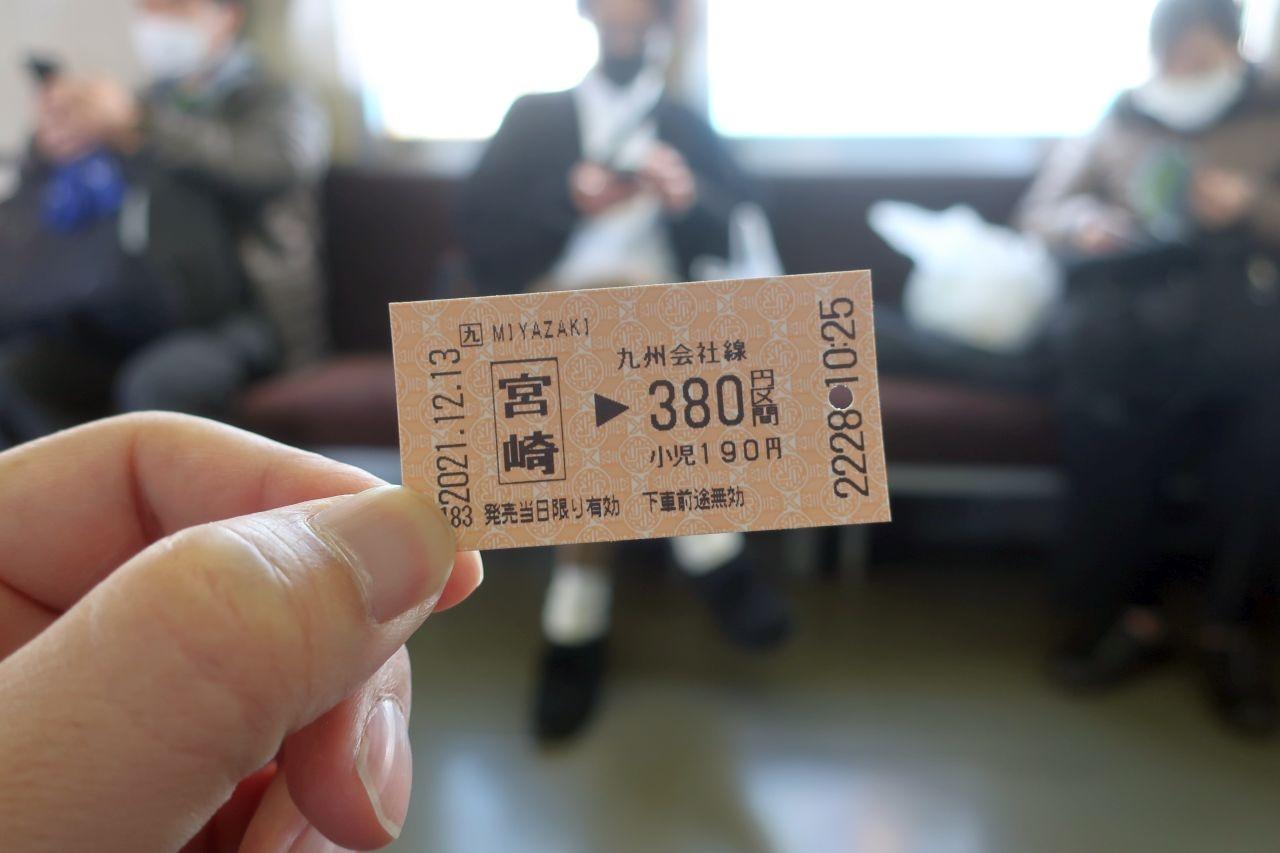 九 MIYAZAKI
2021.12.13
宮崎
▶
九州会社線
380円区間
小児190円
2228●10:25
183 発売当日限り有効 下車前途無効